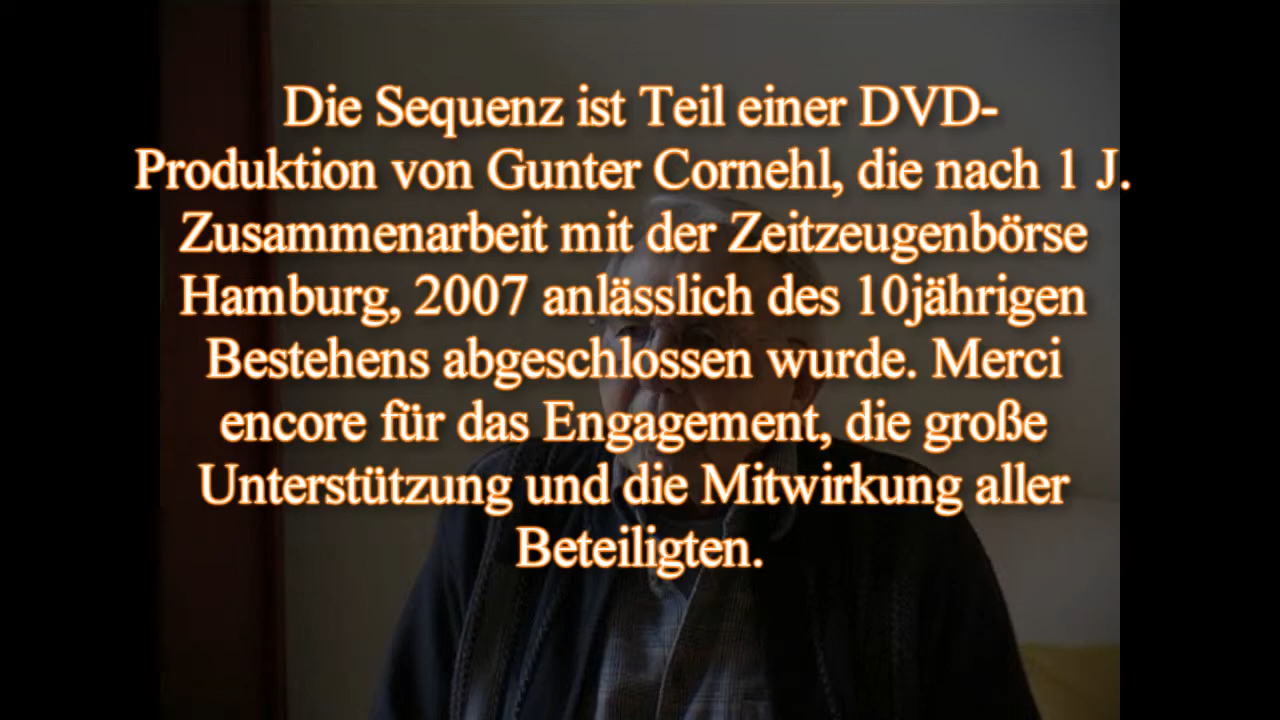 Die Sequenz ist Teil einer DVD-
Produktion von Gunter Cornehl, die nach 1 J.
Zusammenarbeit mit der Zeitzeugenbörse
Hamburg, 2007 anlässlich des 10jährigen
Bestehens abgeschlossen wurde. Merci
encore für das Engagement, die große
Unterstützung und die Mitwirkung aller
Beteiligten.